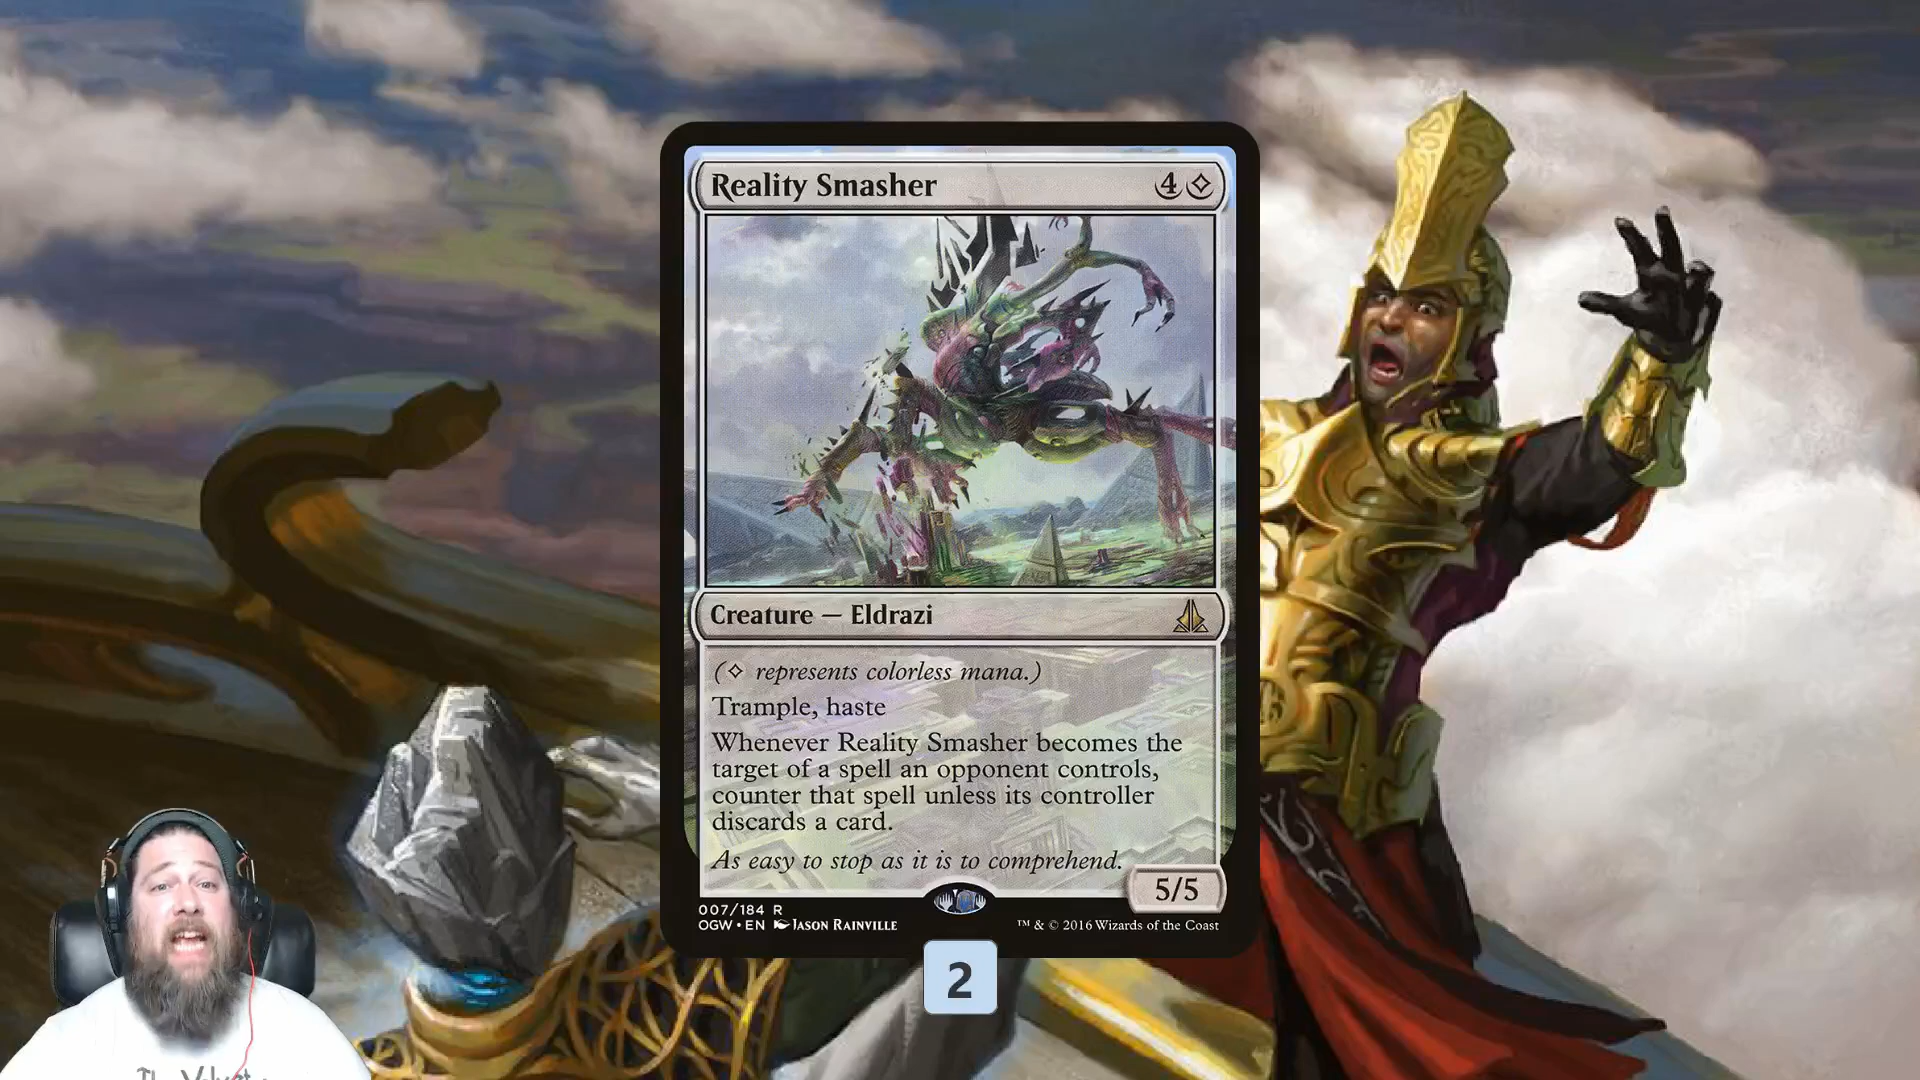 Reality Smasher 4
Creature — Eldrazi
( represents colorless mana.)
Trample, haste
Whenever Reality Smasher becomes the
target of a spell an opponent controls,
counter that spell unless its controller
discards a card.
As easy to stop as it is to comprehend.
5/5
007/184 R
OGW • EN JASON RAINVILLE
™ & © 2016 Wizards of the Coast
2
The Velvet